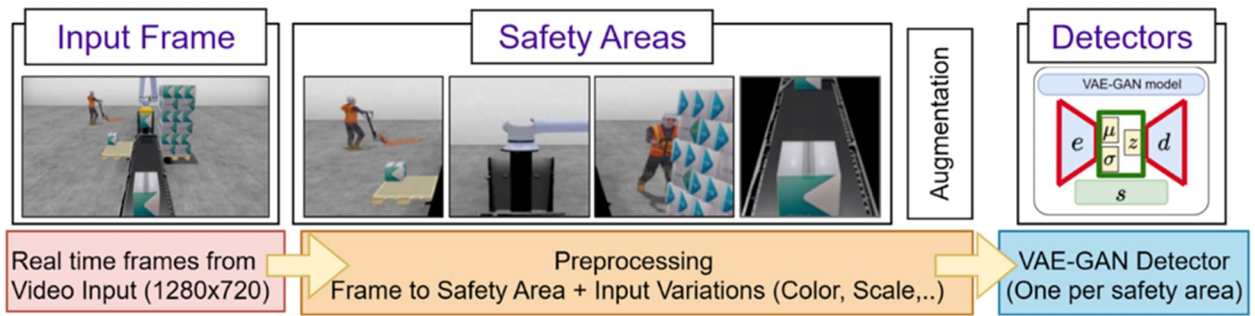 Input Frame
Safety Areas
Augmentation
Detectors
VAE-GAN model
e
μ
σ
z
d
s
Real time frames from
Video Input (1280x720)
Preprocessing
Frame to Safety Area + Input Variations (Color, Scale,..)
VAE-GAN Detector
(One per safety area)